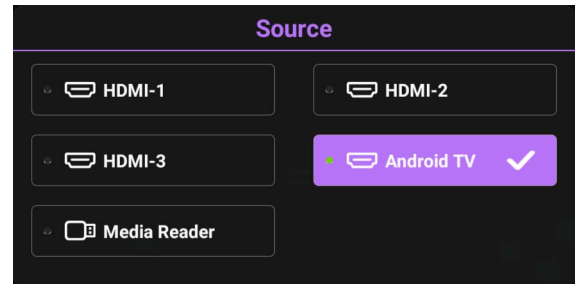 Source
HDMI-1
HDMI-2
HDMI-3
Android TV
Media Reader